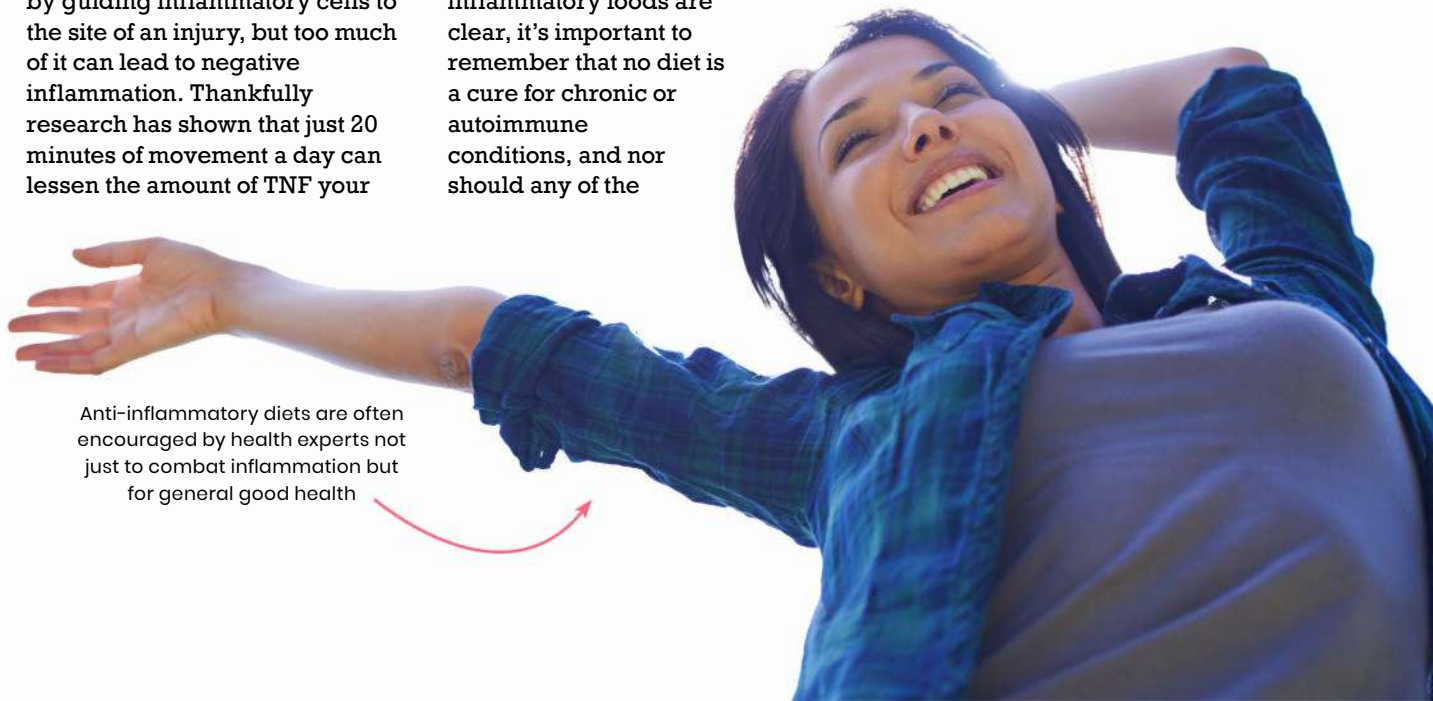 by guiding inflammatory cells to
the site of an injury, but too much
of it can lead to negative
inflammation. Thankfully
research has shown that just 20
minutes of movement a day can
lessen the amount of TNF your
inflammatory foods are
clear, it’s important to
remember that no diet is
a cure for chronic or
autoimmune
conditions, and nor
should any of the
Anti-inflammatory diets are often
encouraged by health experts not
just to combat inflammation but
for general good health